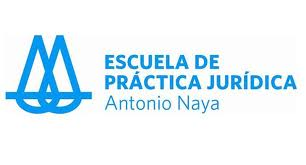 ESCUELA DE
PRÁCTICA JURÍDICA
Antonio Naya